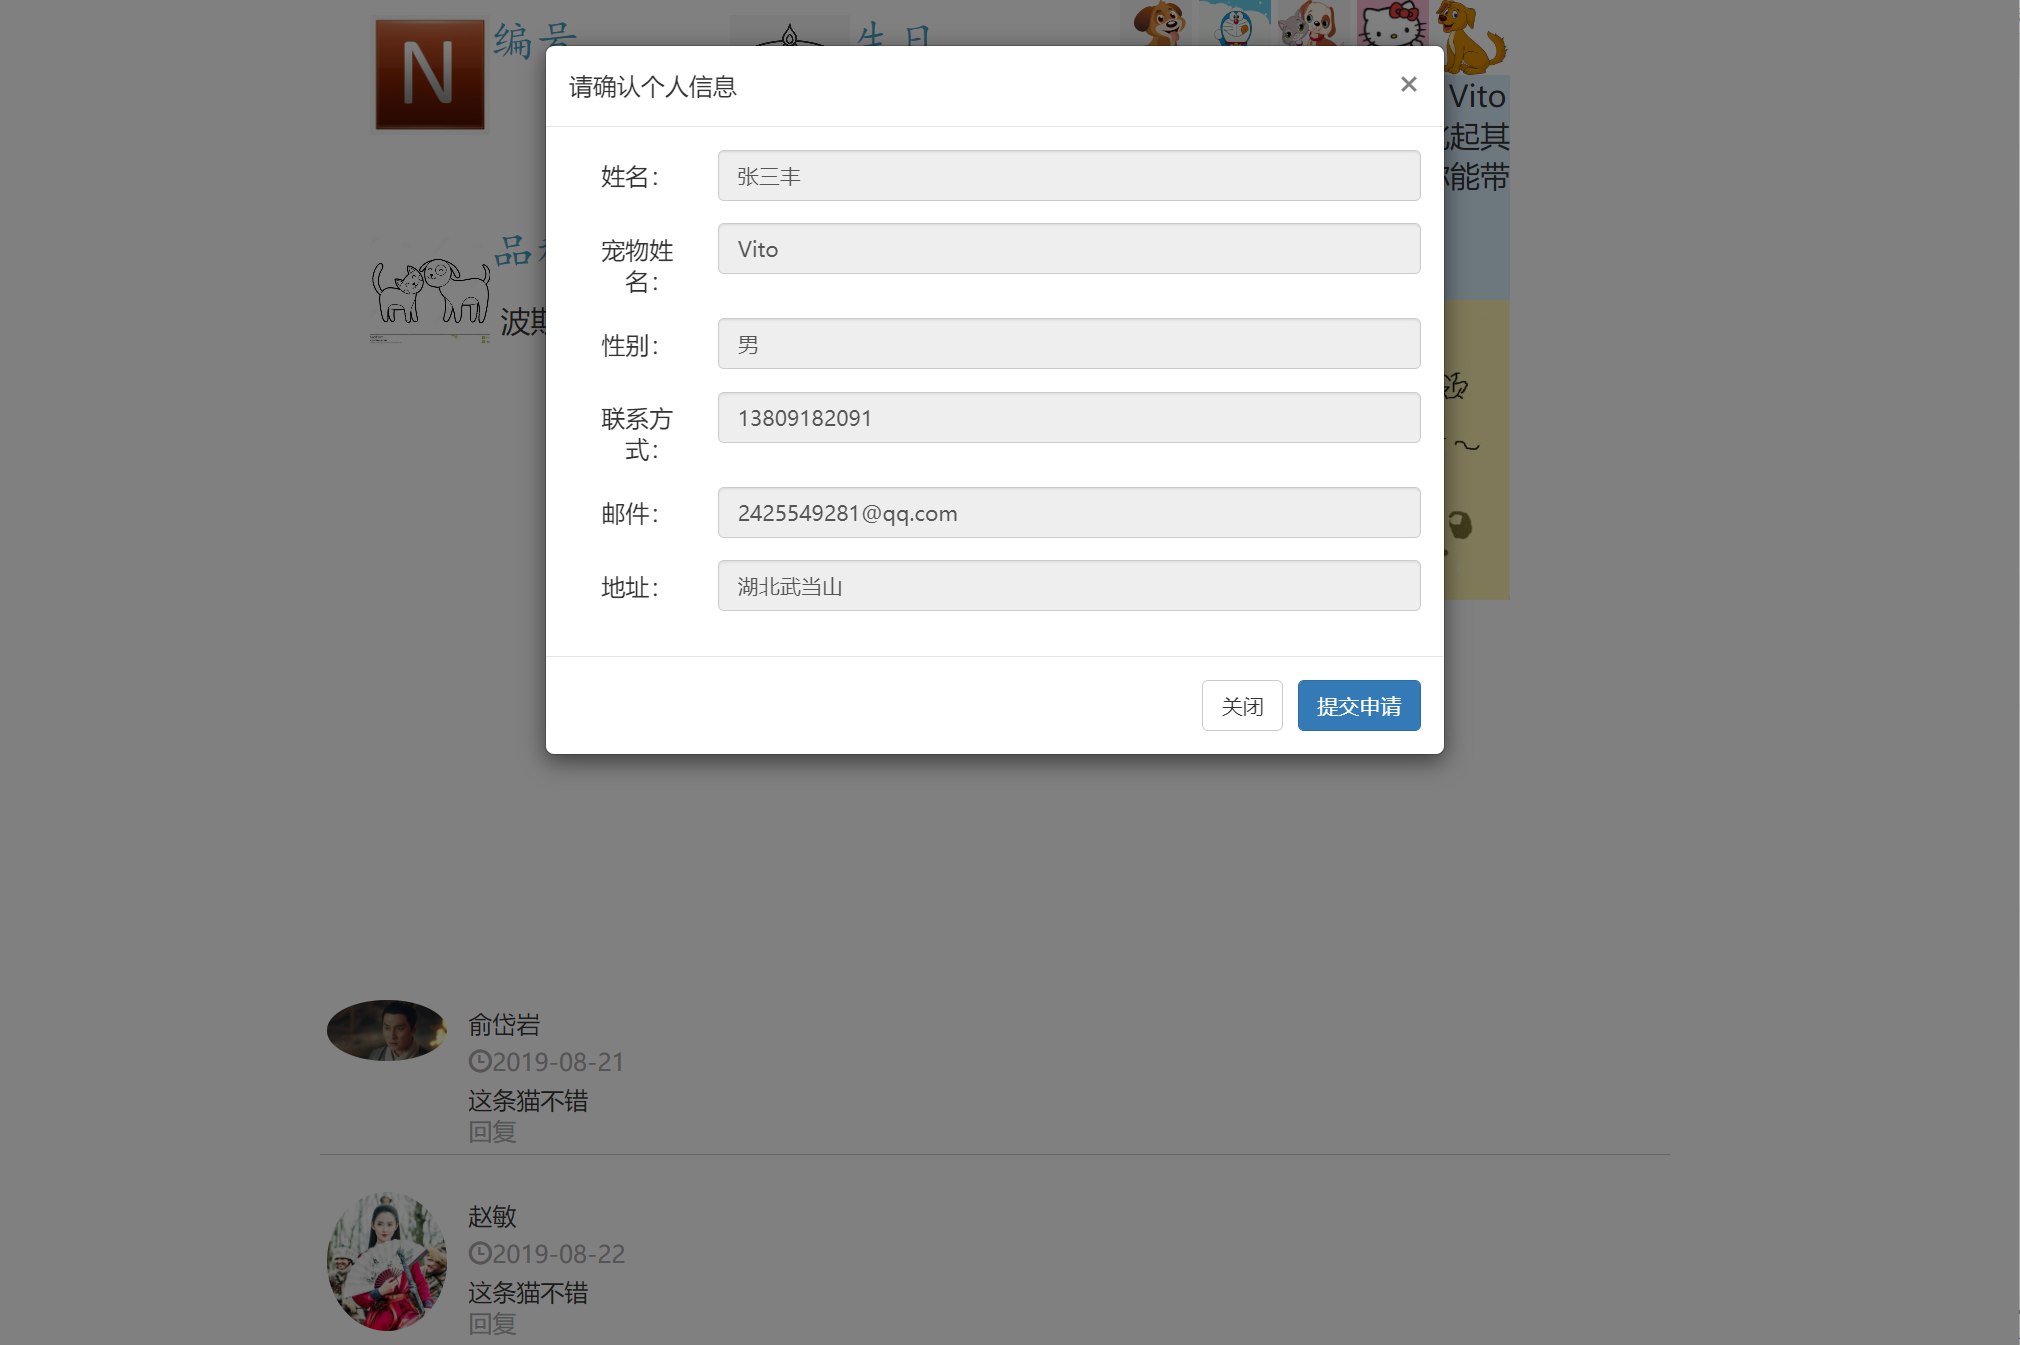 N
编号
生日
请确认个人信息
×
Vito
起其
能带
姓名：
张三丰
宠物姓
名：
Vito
品
波斯
性别：
男
联系方
式：
13809182091
邮件：
2425549281@qq.com
地址：
湖北武当山
关闭
提交申请
俞岱岩
2019-08-21
这条猫不错
回复
赵敏
2019-08-22
这条猫不错
回复